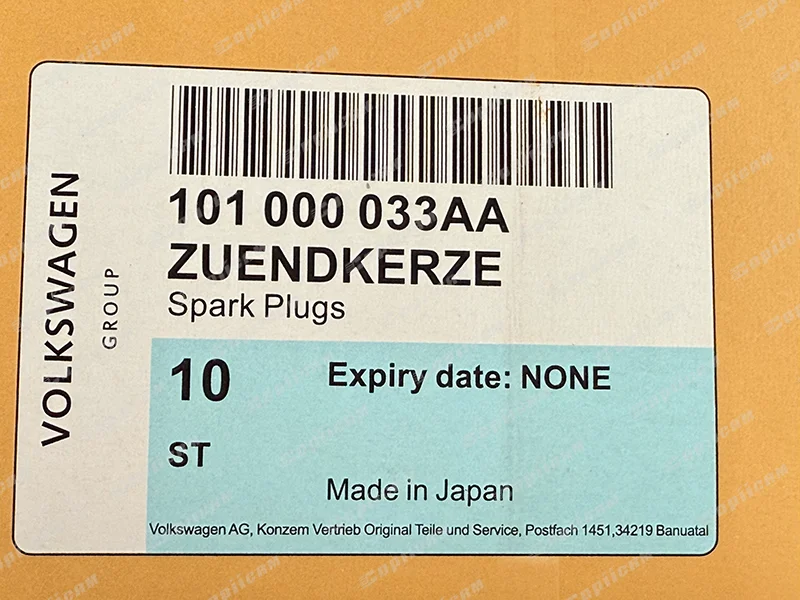 VOLKSWAGEN
GROUP
101 000 033AA
ZUENDKERZE
Spark Plugs
10
Expiry date: NONE
ST
Made in Japan
Volkswagen AG, Konzem Vertrieb Original Teile und Service, Postfach 1451,34219 Banuatal